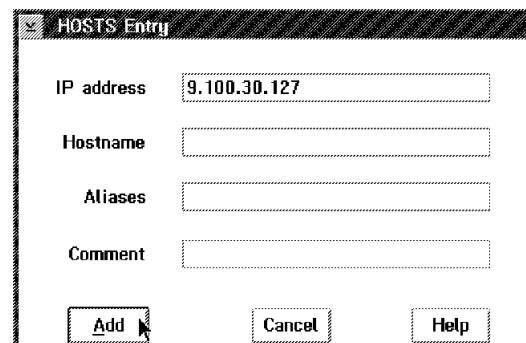 HOSTS Entry
IP address 9.100.30.127
Hostname
Aliases
Comment
Add Cancel Help